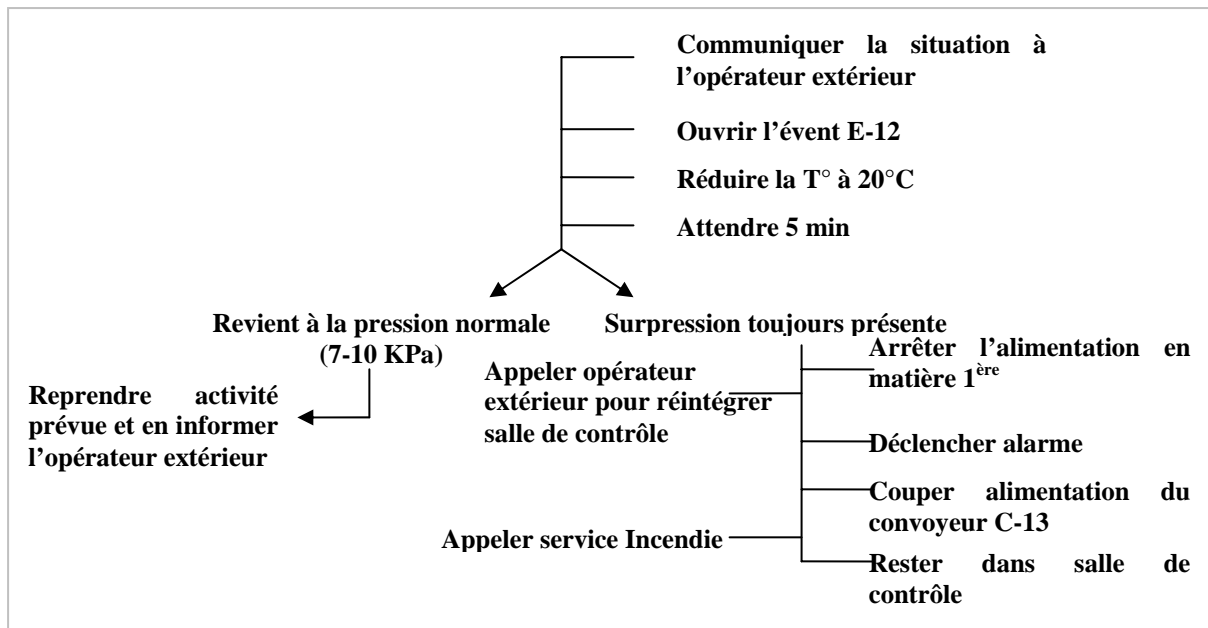 Communiquer la situation à
l’opérateur extérieur
Ouvrir l’évent E-12
Réduire la T° à 20°C
Attendre 5 min
Revient à la pression normale
(7-10 KPa)
Reprendre activité
prévue et en informer
l’opérateur extérieur
Surpression toujours présente
Arrêter l’alimentation en
matière 1ère
Appeler opérateur
extérieur pour réintégrer
salle de contrôle
Déclencher alarme
Couper alimentation du
convoyeur C-13
Appeler service Incendie
Rester dans salle de
contrôle